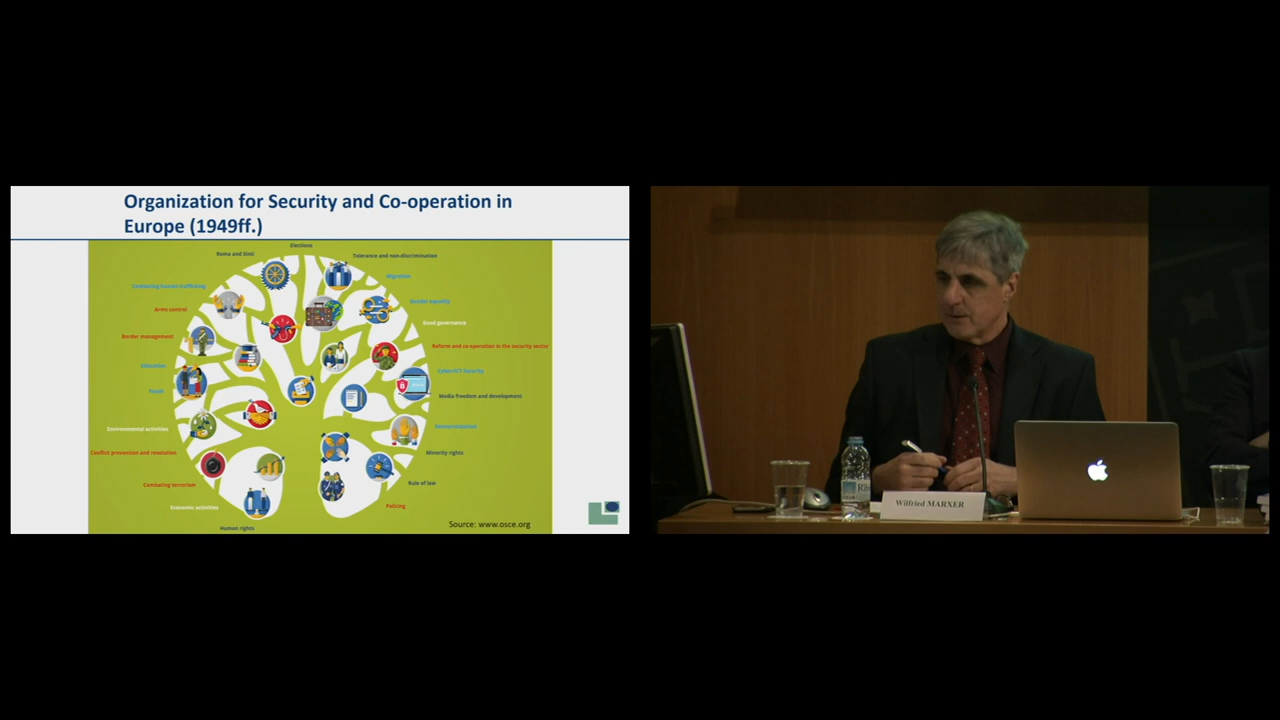 Organization for Security and Co-operation in
Europe (1949ff.)
Elections
Roma and Sinti
Tolerance and non-discrimination
Migration
Combating human trafficking
Gender equality
Arms control
Good governance
Border management
Reform and co-operation in the security sector
Education
Cyber/ICT Security
Youth
Media freedom and development
Environmental activities
Democratization
Conflict prevention and resolution
Minority rights
Combating terrorism
Rule of law
Economic activities
Policing
Human rights
Source: www.osce.org
Wilfried MARXER